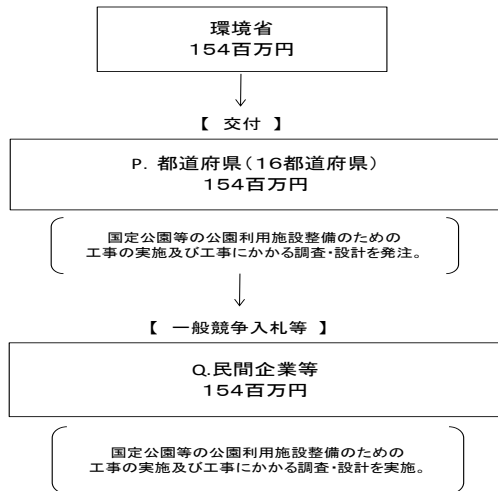 環境省
154百万円
【 交付 】
P. 都道府県（16都道府県）
154百万円
国定公園等の公園利用施設整備のための
工事の実施及び工事にかかる調査・設計を発注。
【 一般競争入札等 】
Q.民間企業等
154百万円
国定公園等の公園利用施設整備のための
工事の実施及び工事にかかる調査・設計を実施。